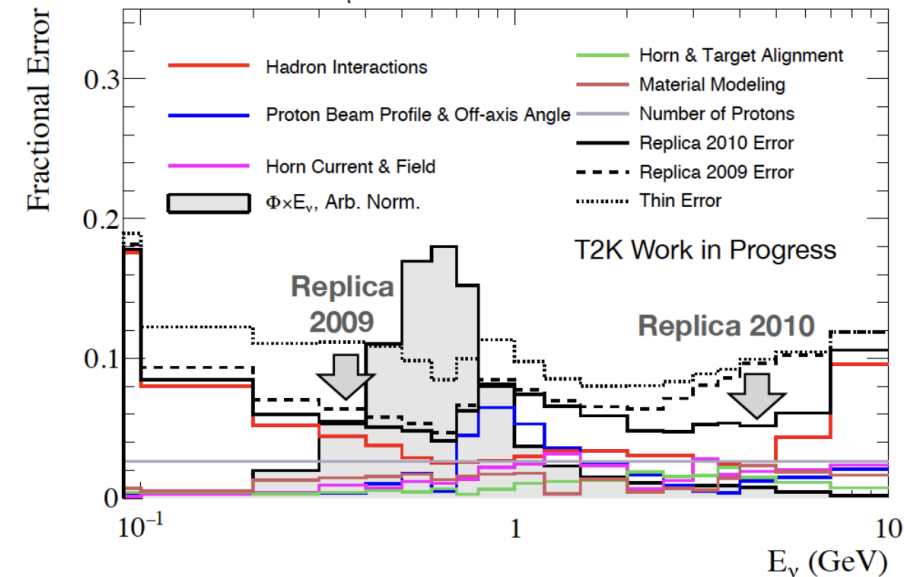 Fractional Error
0.3
0.2
0.1
0
Hadron Interactions
Proton Beam Profile & Off-axis Angle
Horn Current & Field
Φ×Eν, Arb. Norm.
Horn & Target Alignment
Material Modeling
Number of Protons
Replica 2010 Error
Replica 2009 Error
Thin Error
T2K Work in Progress
Replica
2009
Replica 2010
10⁻¹
1
10
Eν (GeV)